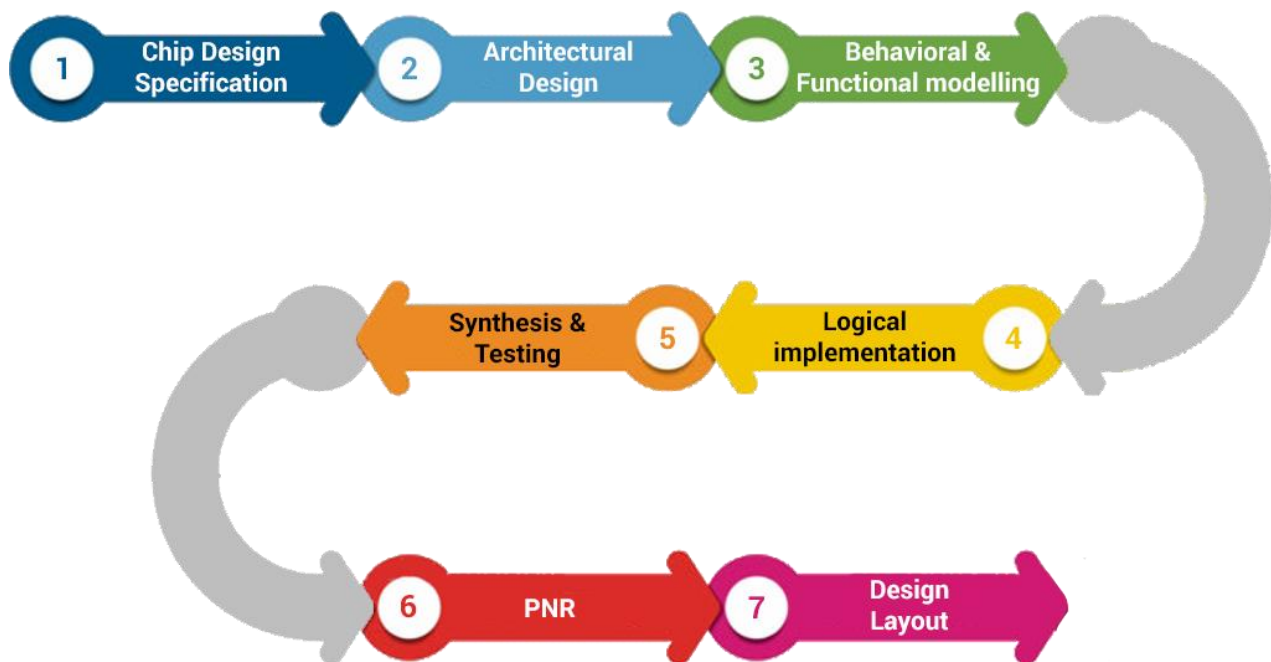 1
Chip Design
Specification
2
Architectural
Design
3
Behavioral &
Functional modelling
4
Logical
implementation
5
Synthesis &
Testing
6
PNR
7
Design
Layout